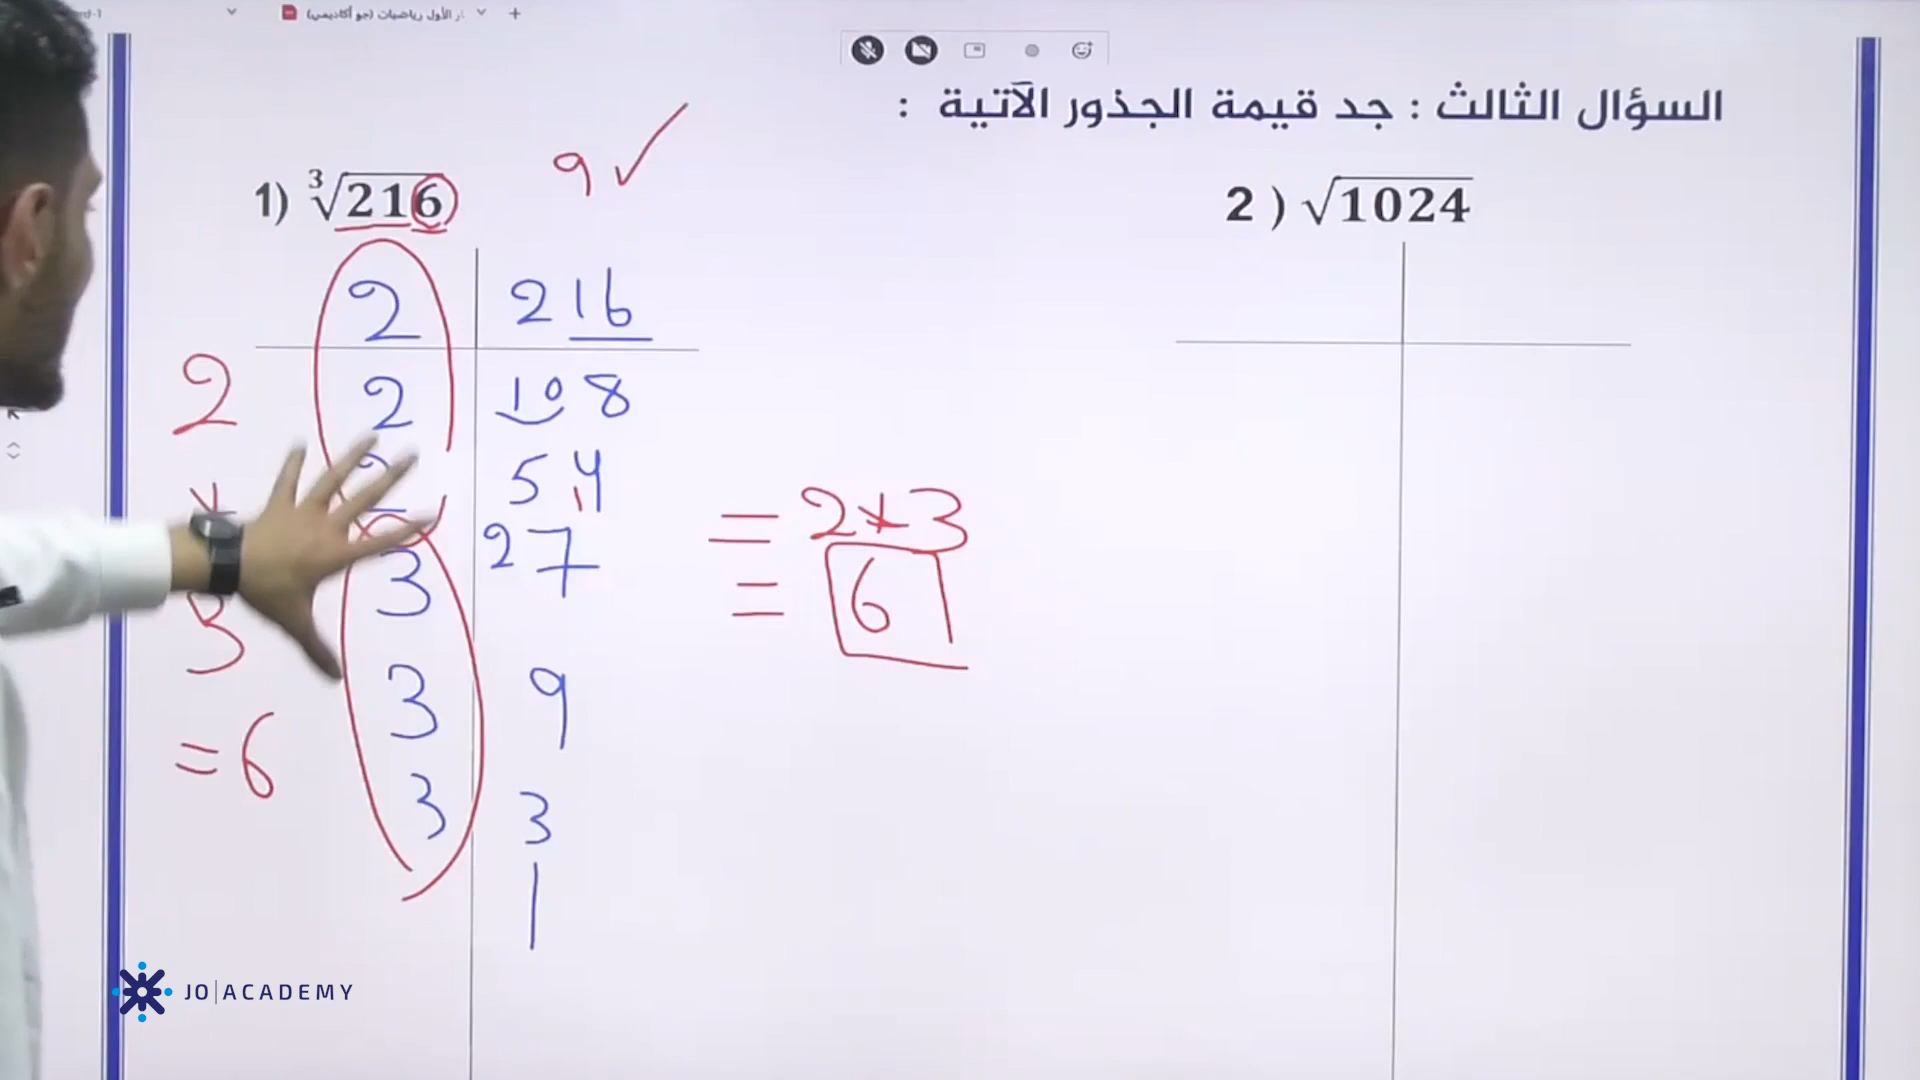 السؤال الثالث : جد قيمة الجذور الآتية :
1) ∛216
9 ✓
2 ) √1024
2 | 216
2 | 108
2 | 54
3 | 27
3 | 9
3 | 3
1
2
*
3
= 6
= 2*3
= 6
JO|ACADEMY